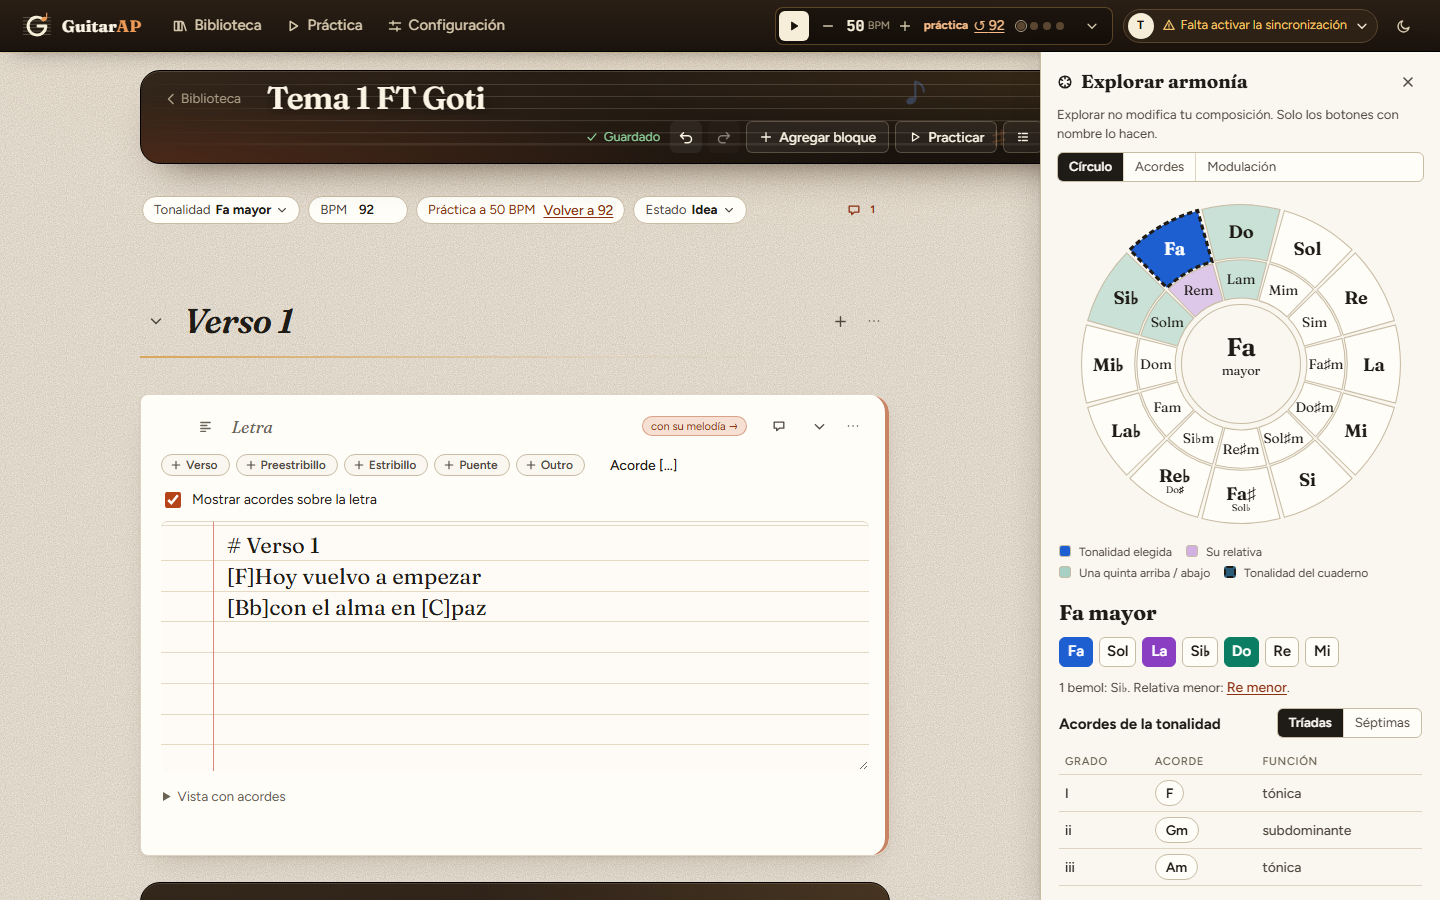 GuitarAP
Biblioteca
Práctica
Configuración
50 BPM
práctica ↺ 92
T
Falta activar la sincronización
Biblioteca
Tema 1 FT Goti
Guardado
Agregar bloque
Practicar
Tonalidad Fa mayor
BPM 92
Práctica a 50 BPM Volver a 92
Estado Idea
1
Verso 1
Letra
con su melodía →
+ Verso
+ Preestribillo
+ Estribillo
+ Puente
+ Outro
Acorde [...]
Mostrar acordes sobre la letra
# Verso 1
[F]Hoy vuelvo a empezar
[Bb]con el alma en [C]paz
Vista con acordes
Explorar armonía
Explorar no modifica tu composición. Solo los botones con
nombre lo hacen.
Círculo
Acordes
Modulación
Do
Sol
Re
La
Mi
Si
Fa♯
Sol♭
Re♭
Do♯
La♭
Mi♭
Si♭
Fa
Lam
Mim
Sim
Fa♯m
Do♯m
Sol♯m
Re♯m
Si♭m
Fam
Dom
Solm
Rem
Fa
mayor
Tonalidad elegida
Su relativa
Una quinta arriba / abajo
Tonalidad del cuaderno
Fa mayor
Fa Sol La Si♭ Do Re Mi
1 bemol: Si♭. Relativa menor: Re menor.
Acordes de la tonalidad
Tríadas
Séptimas
GRADO ACORDE FUNCIÓN
I F tónica
ii Gm subdominante
iii Am tónica